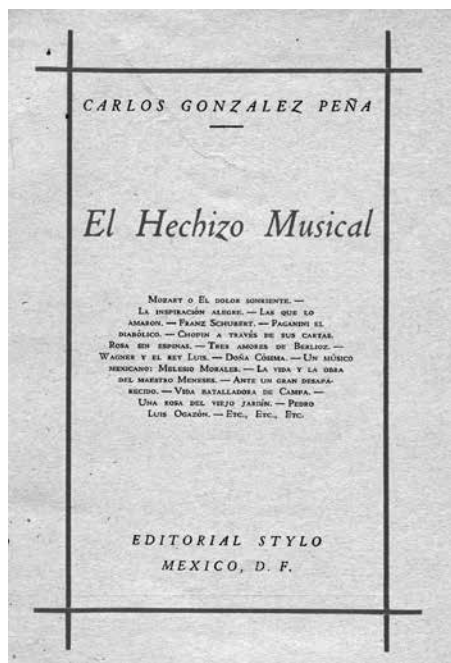 CARLOS GONZALEZ PEÑA
El Hechizo Musical
MOZART O EL DOLOR SONRIENTE. —
LA INSPIRACIÓN ALEGRE. — LAS QUE LO
AMARON. — FRANZ SCHUBERT. — PAGANINI EL
DIABÓLICO. — CHOPIN A TRAVÉS DE SUS CARTAS.
ROSA SIN ESPINAS. — TRES AMORES DE BERLIOZ. —
WAGNER Y EL REY LUIS. — DOÑA CÓSIMA. — UN MÚSICO
MEXICANO: MELESIO MORALES. — LA VIDA Y LA OBRA
DEL MAESTRO MENESES. — ANTE UN GRAN DESAPA-
RECIDO. — VIDA BATALLADORA DE CAMPA. —
UNA ROSA DEL VIEJO JARDÍN. — PEDRO
LUIS OGAZÓN. — ETC., ETC., ETC.
EDITORIAL STYLO
MEXICO, D. F.